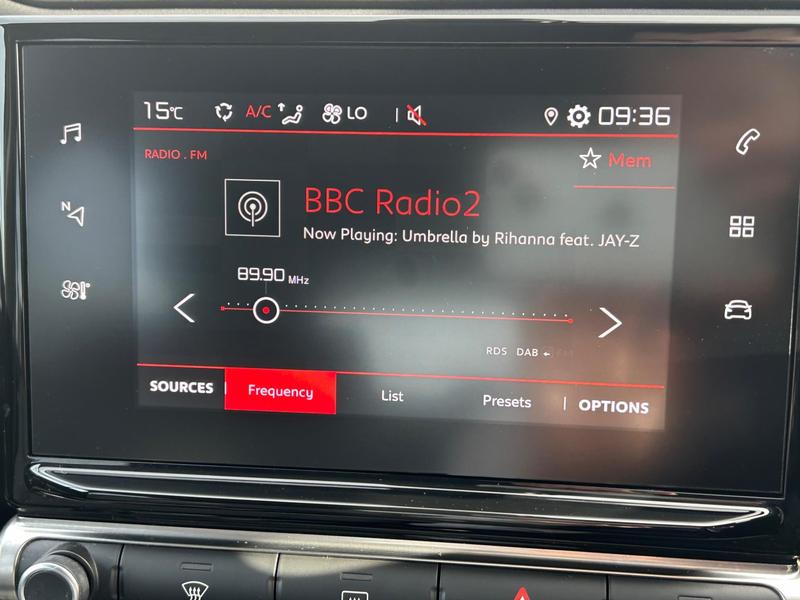 15°C A/C LO 09:36
RADIO . FM
Mem
BBC Radio2
Now Playing: Umbrella by Rihanna feat. JAY-Z
N
89.90 MHz
RDS DAB
SOURCES Frequency List Presets OPTIONS